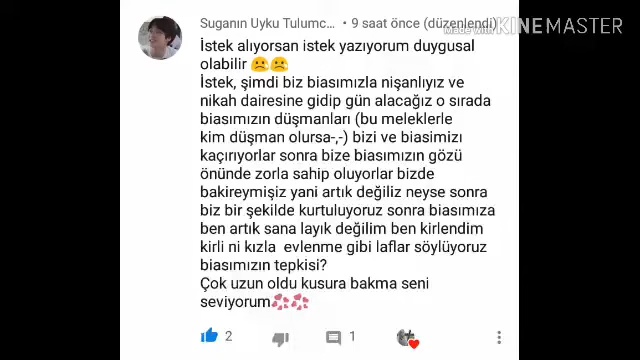 Suganın Uyku Tulumc... • 9 saat önce (düzenlendi)
Made With KINEMASTER
İstek alıyorsan istek yazıyorum duygusal
olabilir ☹️☹️
İstek, şimdi biz biasımızla nişanlıyız ve
nikah dairesine gidip gün alacağız o sırada
biasımızın düşmanları (bu meleklerle
kim düşman olursa-,-) bizi ve biasimizı
kaçırıyorlar sonra bize biasımızın gözü
önünde zorla sahip oluyorlar bizde
bakireymişiz yani artık değiliz neyse sonra
biz bir şekilde kurtuluyoruz sonra biasımıza
ben artık sana layık değilim ben kirlendim
kirli ni kızla evlenme gibi laflar söylüyoruz
biasımızın tepkisi?
Çok uzun oldu kusura bakma seni
seviyorum💞💞
2 1